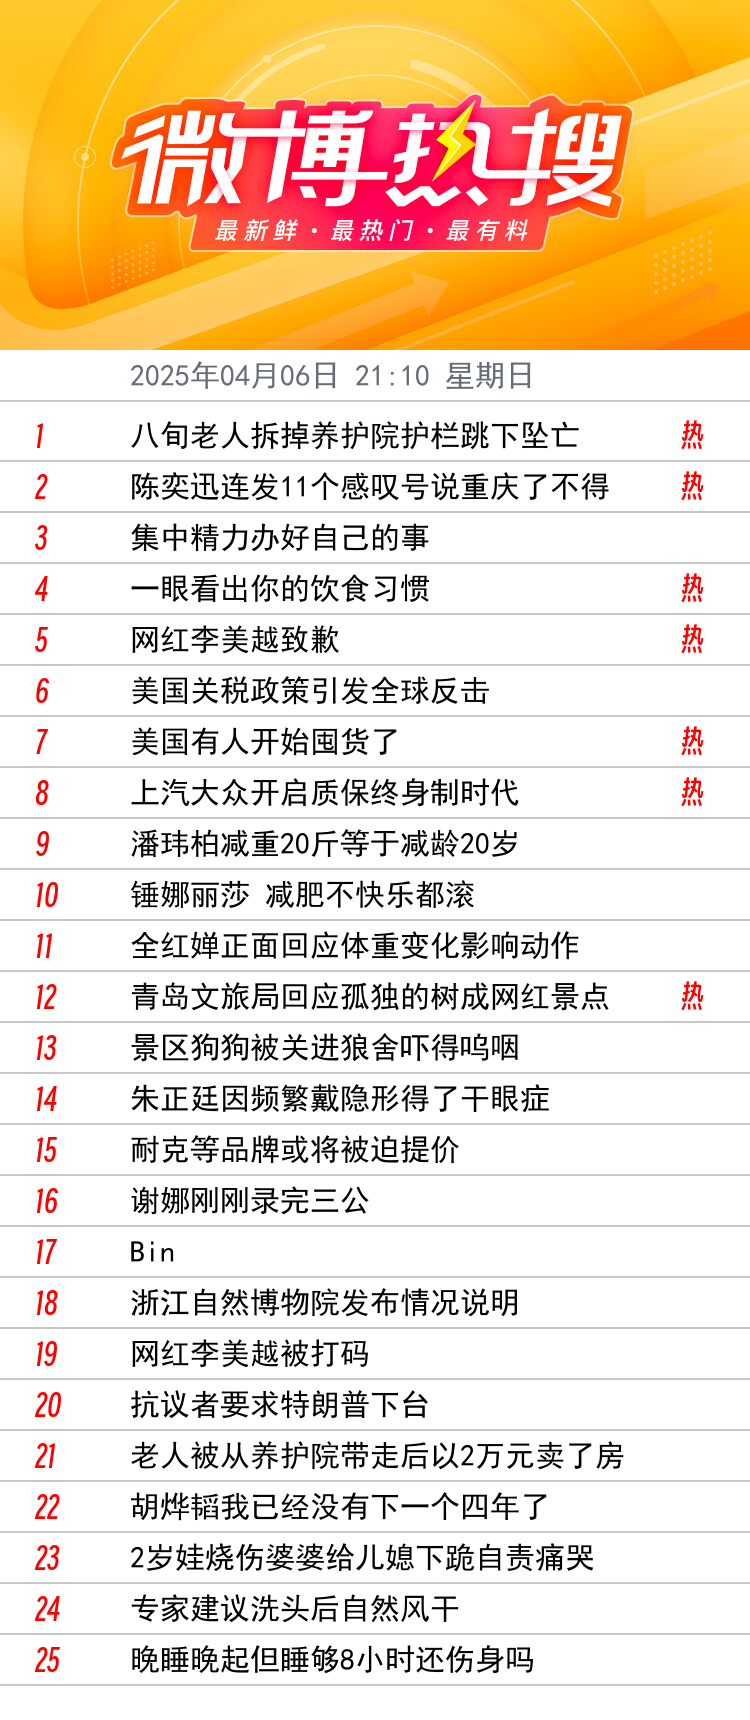 微博热搜
最新鲜·最热门·最有料
2025年04月06日 21:10 星期日
1 八旬老人拆掉养护院护栏跳下坠亡 热
2 陈奕迅连发11个感叹号说重庆了不得 热
3 集中精力办好自己的事
4 一眼看出你的饮食习惯 热
5 网红李美越致歉 热
6 美国关税政策引发全球反击
7 美国有人开始囤货了 热
8 上汽大众开启质保终身制时代 热
9 潘玮柏减重20斤等于减龄20岁
10 锤娜丽莎 减肥不快乐都滚
11 全红婵正面回应体重变化影响动作
12 青岛文旅局回应孤独的树成网红景点 热
13 景区狗狗被关进狼舍吓得呜咽
14 朱正廷因频繁戴隐形得了干眼症
15 耐克等品牌或将被迫提价
16 谢娜刚刚录完三公
17 Bin
18 浙江自然博物院发布情况说明
19 网红李美越被打码
20 抗议者要求特朗普下台
21 老人被从养护院带走后以2万元卖了房
22 胡烨韬我已经没有下一个四年了
23 2岁娃烧伤婆婆给儿媳下跪自责痛哭
24 专家建议洗头后自然风干
25 晚睡晚起但睡够8小时还伤身吗